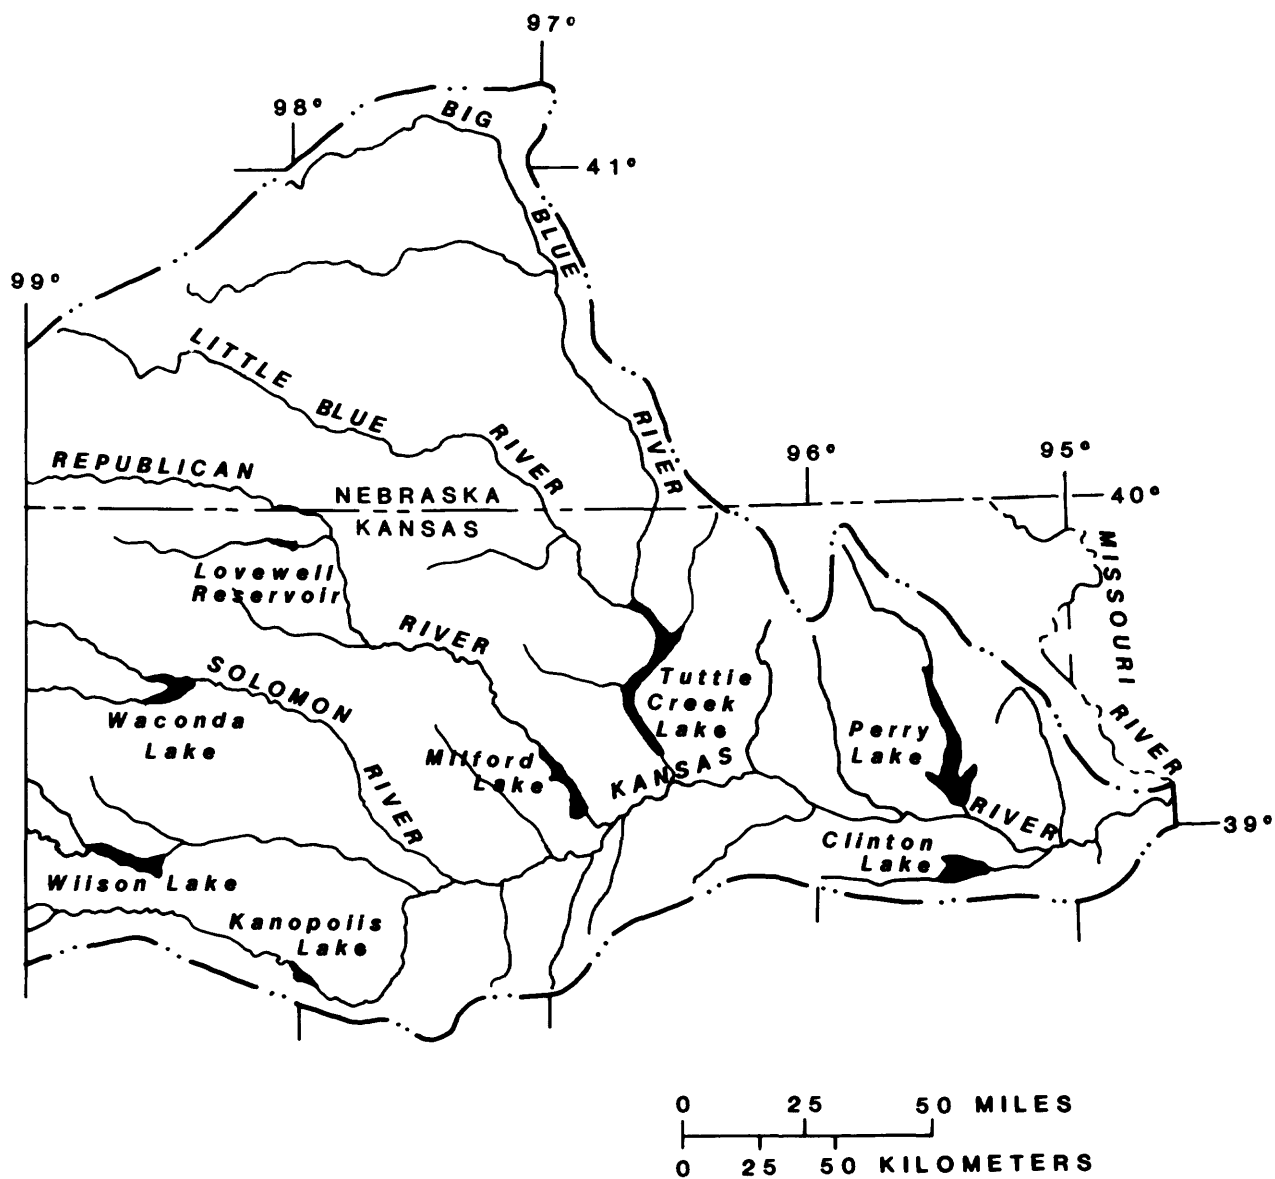 97°
98°
BIG
41°
BLUE
99°
LITTLE
BLUE
RIVER
RIVER
REPUBLICAN
96°
95°
40°
NEBRASKA
KANSAS
MISSOURI
RIVER
Lovewell
Reservoir
RIVER
SOLOMON
RIVER
Waconda
Lake
Tuttle
Creek
Lake
Milford
Lake
KANSAS
RIVER
Perry
Lake
Clinton
Lake
39°
Wilson Lake
Kanopolis
Lake
0 25 50 MILES
0 25 50 KILOMETERS